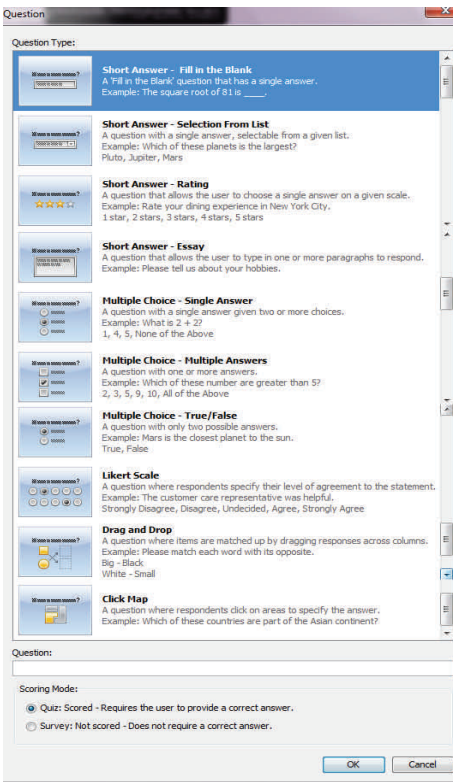 Question
Question Type:
Short Answer - Fill in the Blank
A 'Fill in the Blank' question that has a single answer.
Example: The square root of 81 is ____.
Short Answer - Selection From List
A question with a single answer, selectable from a given list.
Example: Which of these planets is the largest?
Pluto, Jupiter, Mars
Short Answer - Rating
A question that allows the user to choose a single answer on a given scale.
Example: Rate your dining experience in New York City.
1 star, 2 stars, 3 stars, 4 stars, 5 stars
Short Answer - Essay
A question that allows the user to type in one or more paragraphs to respond.
Example: Please tell us about your hobbies.
Multiple Choice - Single Answer
A question with a single answer given two or more choices.
Example: What is 2 + 2?
1, 4, 5, None of the Above
Multiple Choice - Multiple Answers
A question with one or more answers.
Example: Which of these number are greater than 5?
2, 3, 5, 9, 10, All of the Above
Multiple Choice - True/False
A question with only two possible answers.
Example: Mars is the closest planet to the sun.
True, False
Likert Scale
A question where respondents specify their level of agreement to the statement.
Example: The customer care representative was helpful.
Strongly Disagree, Disagree, Undecided, Agree, Strongly Agree
Drag and Drop
A question where items are matched up by dragging responses across columns.
Example: Please match each word with its opposite.
Big - Black
White - Small
Click Map
A question where respondents click on areas to specify the answer.
Example: Which of these countries are part of the Asian continent?
Question:
Scoring Mode:
Quiz: Scored - Requires the user to provide a correct answer.
Survey: Not scored - Does not require a correct answer.
OK
Cancel